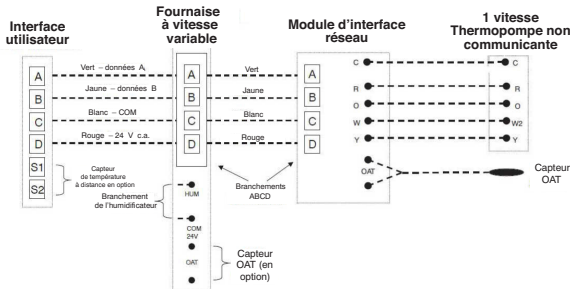 Interface
utilisateur
Fournaise
à vitesse
variable
Module d'interface
réseau
1 vitesse
Thermopompe non
communicante
A
B
C
D
S1
S2
Vert – données A
Jaune – données B
Blanc – COM
Rouge – 24 V c.a.
Capteur
de température
à distance en option
Branchement
de l'humidificateur
A
B
C
D
HUM
COM
24V
OAT
Capteur
OAT (en
option)
Vert
Jaune
Blanc
Rouge
Branchements
ABCD
A
B
C
D
C
R
O
W
Y
OAT
C
R
O
W2
Y
Capteur
OAT